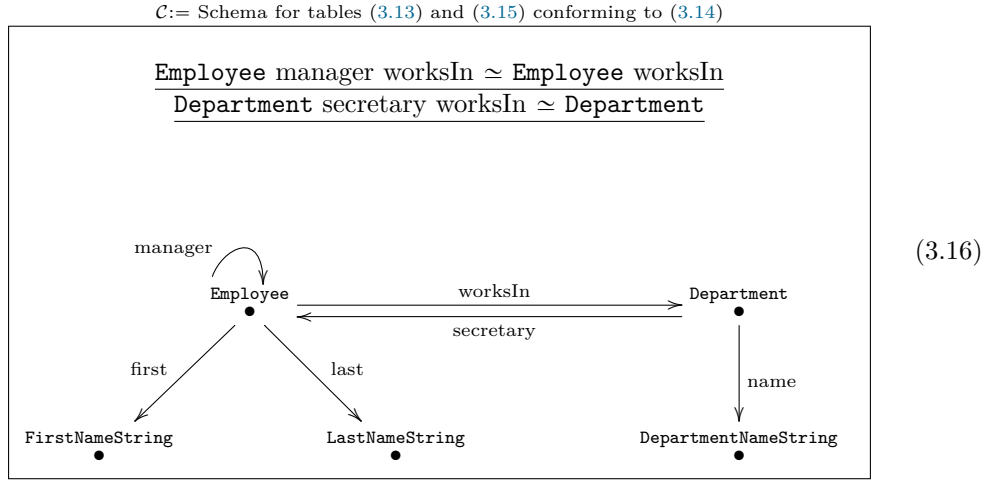 𝒞:= Schema for tables (3.13) and (3.15) conforming to (3.14)
Employee manager worksIn ≃ Employee worksIn
Department secretary worksIn ≃ Department
(3.16)
manager
Employee
worksIn
Department
secretary
first
last
name
FirstNameString
LastNameString
DepartmentNameString